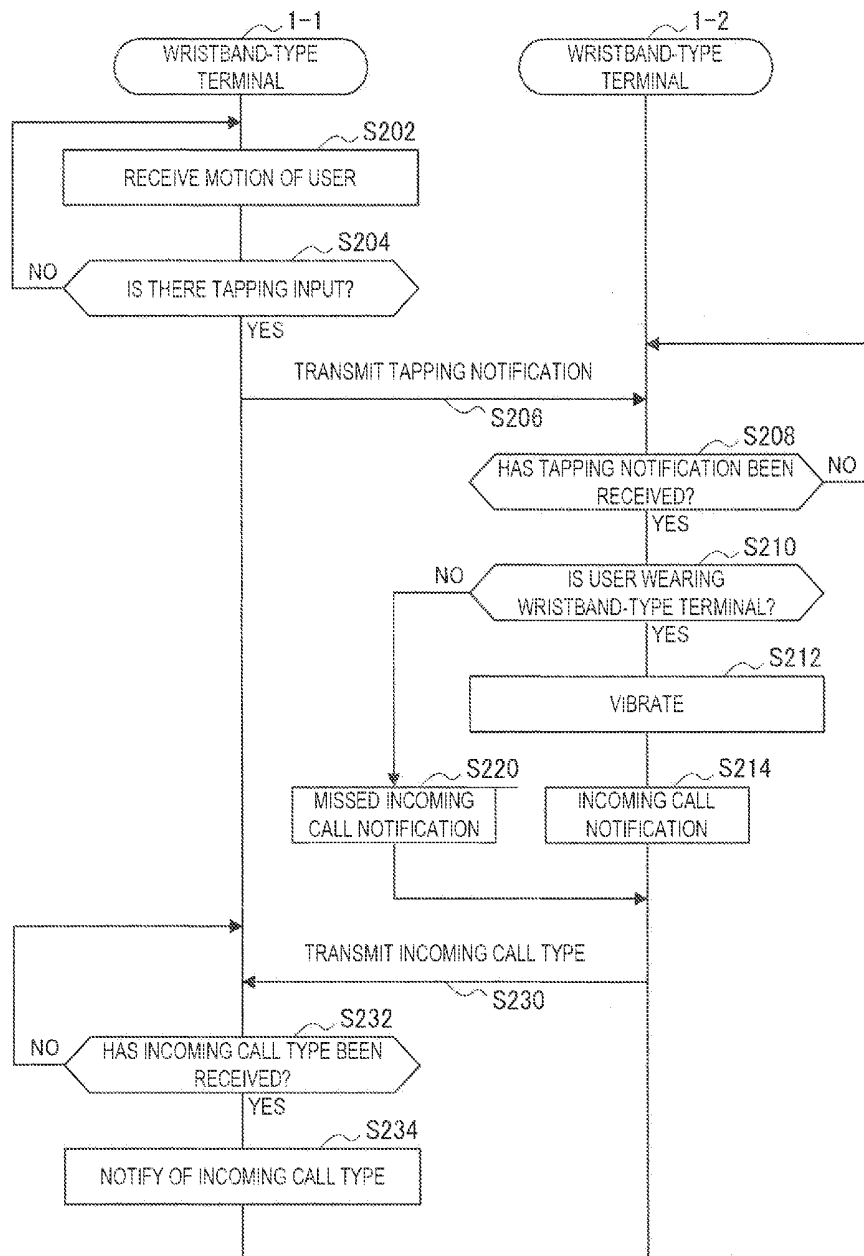 1-1
1-2
WRISTBAND-TYPE
TERMINAL
WRISTBAND-TYPE
TERMINAL
S202
RECEIVE MOTION OF USER
S204
NO
IS THERE TAPPING INPUT?
YES
TRANSMIT TAPPING NOTIFICATION
S206
S208
HAS TAPPING NOTIFICATION BEEN
RECEIVED?
NO
YES
S210
NO
IS USER WEARING
WRISTBAND-TYPE TERMINAL?
YES
S212
VIBRATE
S220
S214
MISSED INCOMING
CALL NOTIFICATION
INCOMING CALL
NOTIFICATION
TRANSMIT INCOMING CALL TYPE
S230
S232
NO
HAS INCOMING CALL TYPE BEEN
RECEIVED?
YES
S234
NOTIFY OF INCOMING CALL TYPE